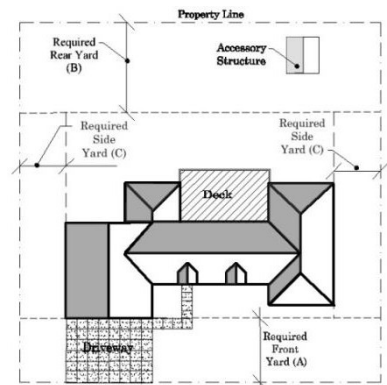 Property Line
Required
Rear Yard
(B)
Accessory
Structure
Required
Side
Yard (C)
Required
Side
Yard (C)
Deck
Driveway
Required
Front
Yard (A)